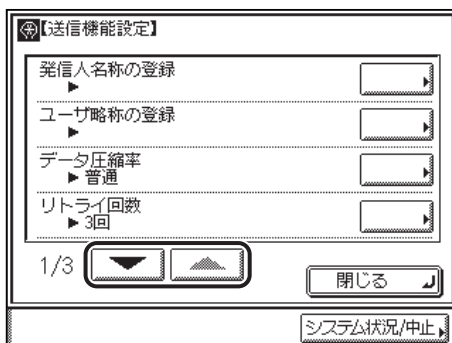 【送信機能設定】
発信人名称の登録
▶
ユーザ略称の登録
▶
データ圧縮率
▶ 普通
リトライ回数
▶ 3回
1/3
閉じる
システム状況/中止